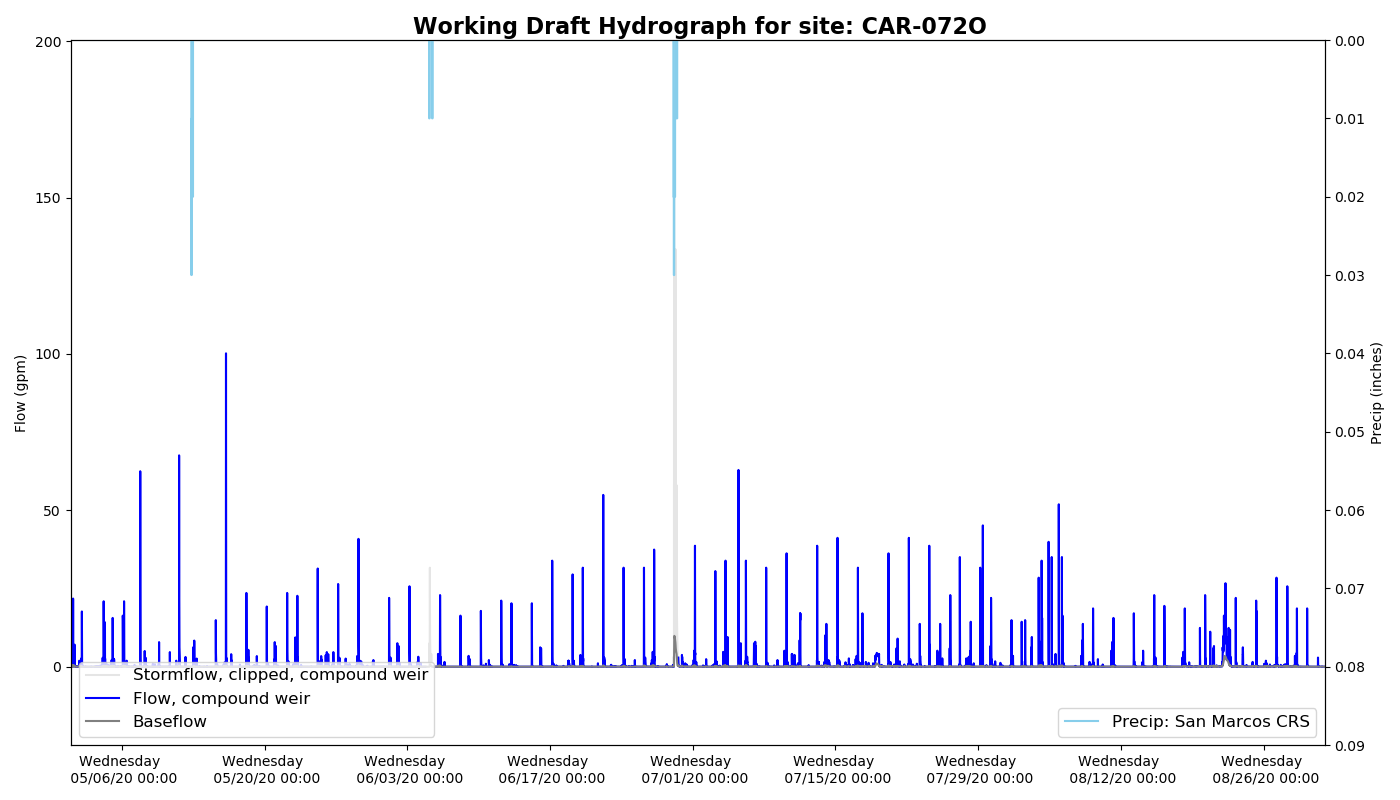 Working Draft Hydrograph for site: CAR-072O
200
150
100
50
0
Flow (gpm)
0.00
0.01
0.02
0.03
0.04
0.05
0.06
0.07
0.08
0.09
Precip (inches)
Stormflow, clipped, compound weir
Flow, compound weir
Baseflow
Precip: San Marcos CRS
Wednesday
05/06/20 00:00
Wednesday
05/20/20 00:00
Wednesday
06/03/20 00:00
Wednesday
06/17/20 00:00
Wednesday
07/01/20 00:00
Wednesday
07/15/20 00:00
Wednesday
07/29/20 00:00
Wednesday
08/12/20 00:00
Wednesday
08/26/20 00:00